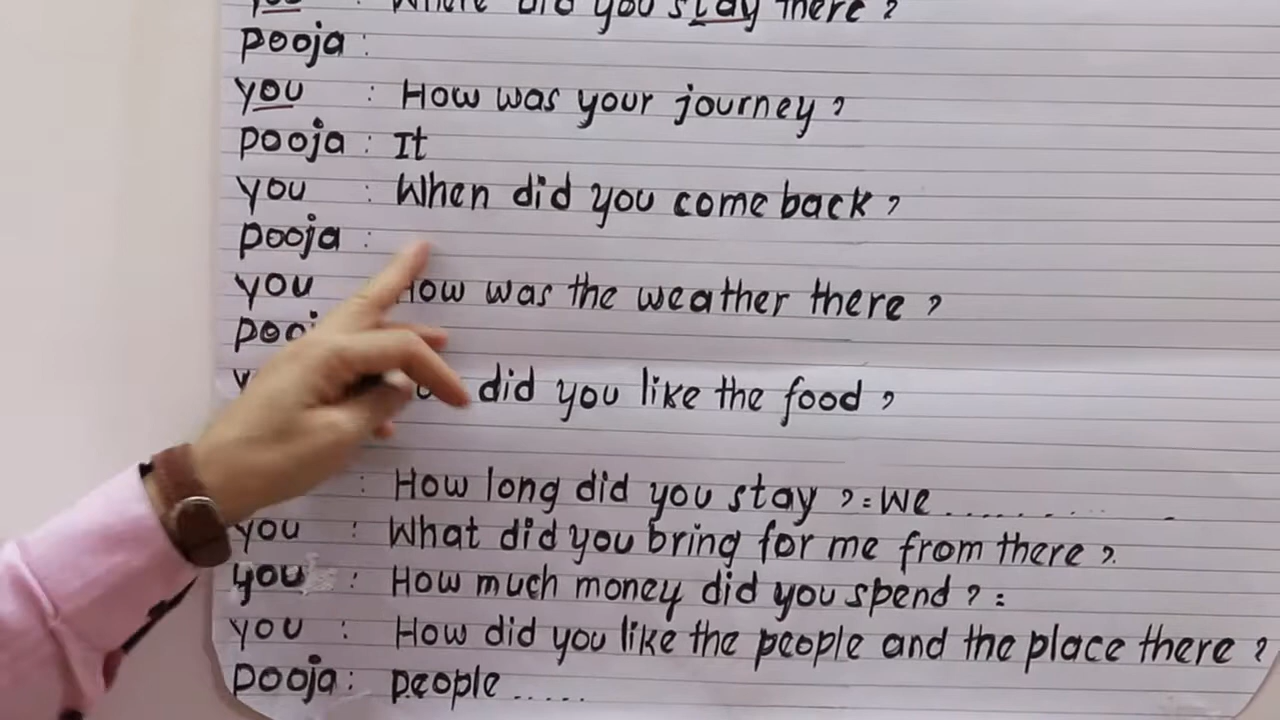 you : Where did you stay there?
pooja :
you : How was your journey?
pooja : It
you : When did you come back?
pooja :
you How was the weather there?
did you like the food?
: How long did you stay ? = We ..........
you : What did you bring for me from there ?.
you : How much money did you spend ? =
you : How did you like the people and the place there ?
pooja : people .....